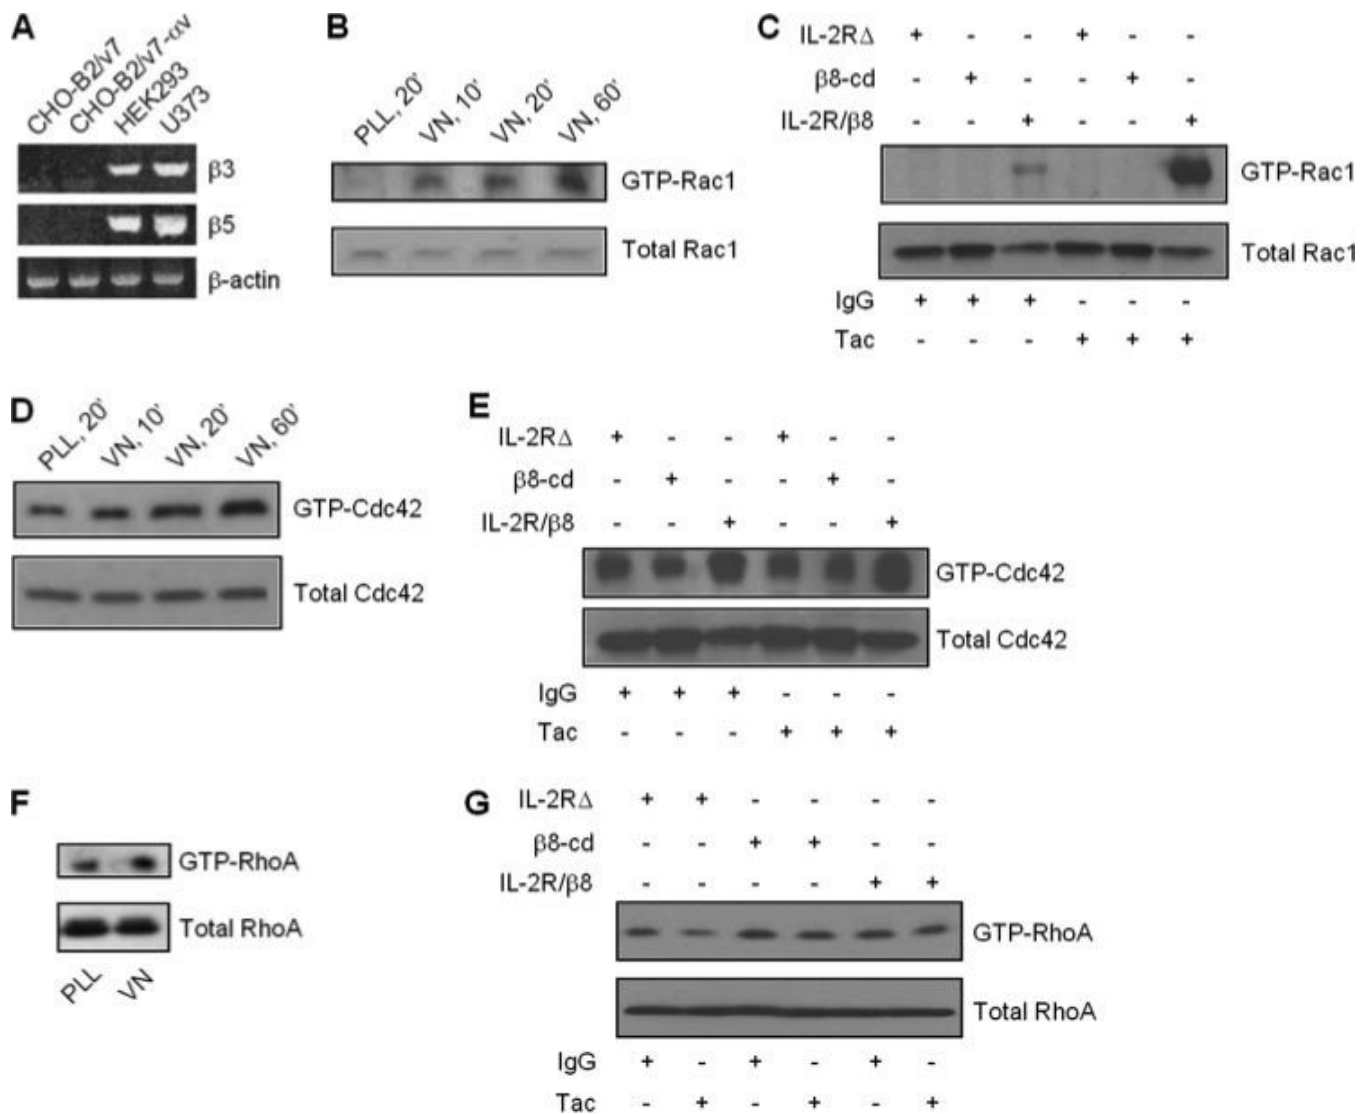 A
CHO-B2/v7
CHO-B2/v7-αv
HEK293
U373
β3
β5
β-actin
B
PLL, 20'
VN, 10'
VN, 20'
VN, 60'
GTP-Rac1
Total Rac1
C
IL-2RΔ + - - + - -
β8-cd - + - - + -
IL-2R/β8 - - + - - +
GTP-Rac1
Total Rac1
IgG + + + - - -
Tac - - - + + +
D
PLL, 20'
VN, 10'
VN, 20'
VN, 60'
GTP-Cdc42
Total Cdc42
E
IL-2RΔ + - - + - -
β8-cd - + - - + -
IL-2R/β8 - - + - - +
GTP-Cdc42
Total Cdc42
IgG + + + - - -
Tac - - - + + +
F
GTP-RhoA
Total RhoA
PLL
VN
G
IL-2RΔ + + - - - -
β8-cd - - + + - -
IL-2R/β8 - - - - + +
GTP-RhoA
Total RhoA
IgG + - + - + -
Tac - + - + - +